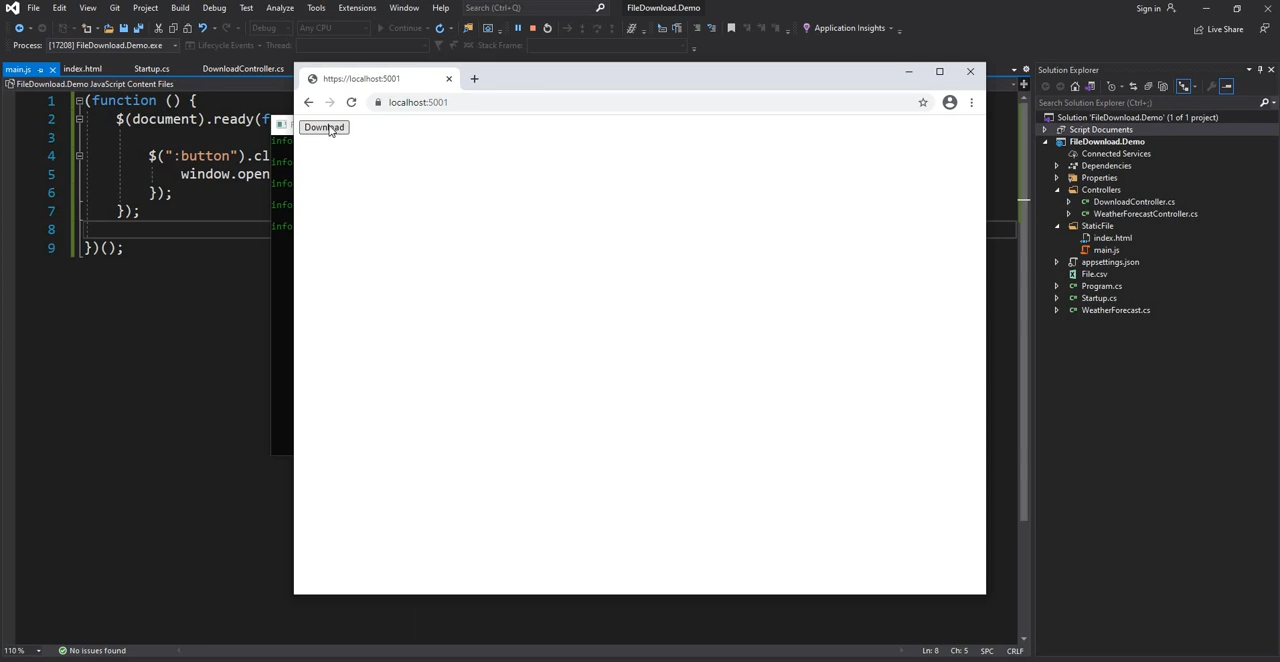 File Edit View Git Project Build Debug Test Analyze Tools Extensions Window Help Search (Ctrl+Q) FileDownload.Demo Sign in
Debug Any CPU Continue Application Insights Live Share
Process: [17208] FileDownload.Demo.exe Lifecycle Events Thread: Stack Frame:
main.js index.html Startup.cs DownloadController.cs
FileDownload.Demo JavaScript Content Files
1 (function () {
2 $(document).ready(f
3
4 $(":button").cl
5 window.open
6 });
7 });
8
9 })();
info
info
info
info
info
https://localhost:5001
localhost:5001
Download
Solution Explorer
Search Solution Explorer (Ctrl+;)
Solution 'FileDownload.Demo' (1 of 1 project)
Script Documents
FileDownload.Demo
Connected Services
Dependencies
Properties
Controllers
DownloadController.cs
WeatherForecastController.cs
StaticFile
index.html
main.js
appsettings.json
File.csv
Program.cs
Startup.cs
WeatherForecast.cs
110 % No issues found Ln: 8 Ch: 5 SPC CRLF